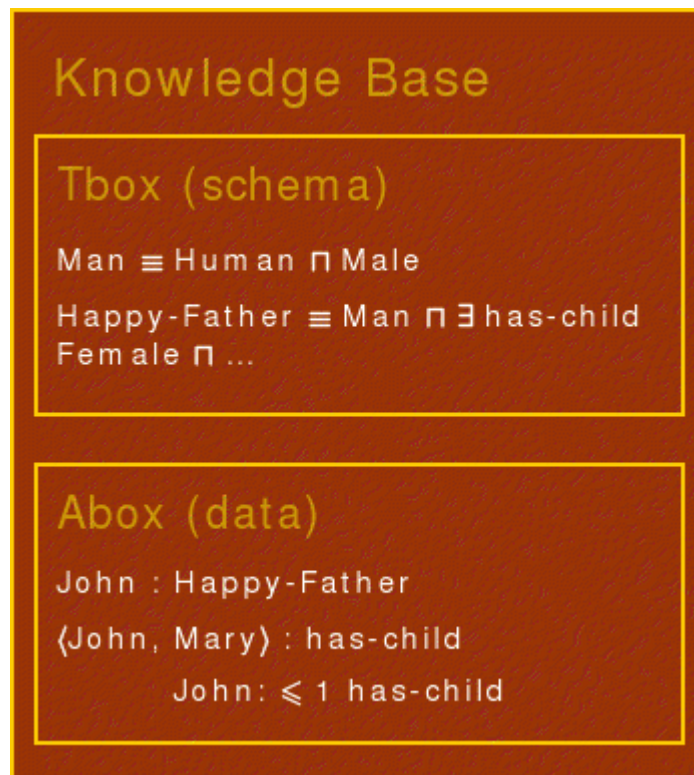 Knowledge Base
Tbox (schema)
Man ≡ Human ⊓ Male
Happy-Father ≡ Man ⊓ ∃ has-child
Female ⊓ ...
Abox (data)
John : Happy-Father
⟨John, Mary⟩ : has-child
John: ⩽ 1 has-child